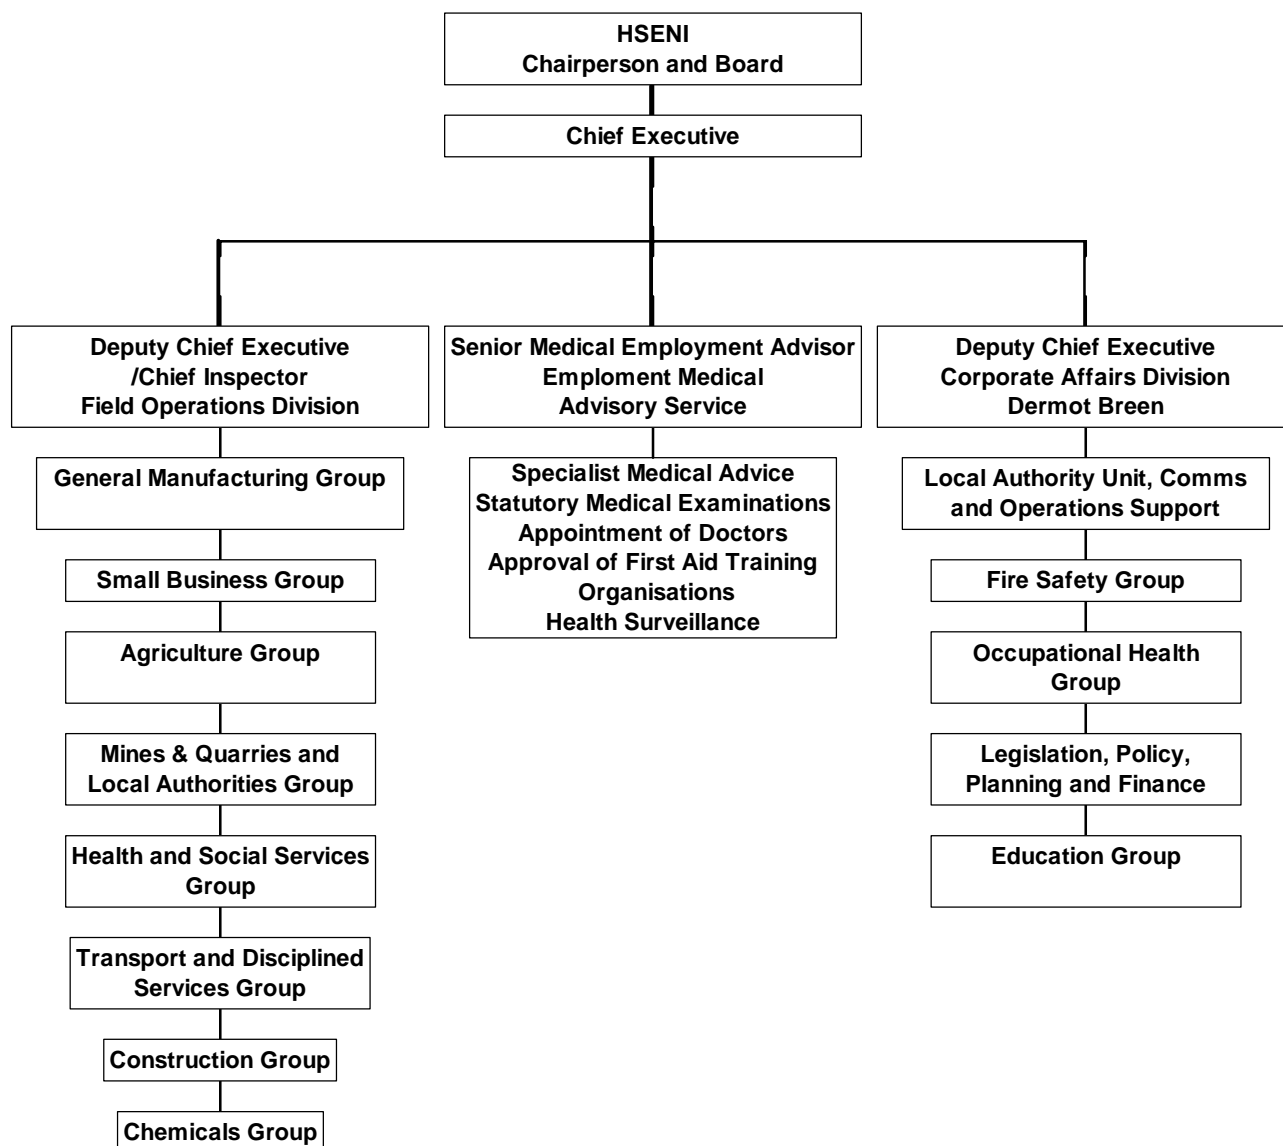 HSENI
Chairperson and Board
Chief Executive
Deputy Chief Executive
/Chief Inspector
Field Operations Division
Senior Medical Employment Advisor
Emploment Medical
Advisory Service
Deputy Chief Executive
Corporate Affairs Division
Dermot Breen
General Manufacturing Group
Small Business Group
Agriculture Group
Mines & Quarries and
Local Authorities Group
Health and Social Services
Group
Transport and Disciplined
Services Group
Construction Group
Chemicals Group
Specialist Medical Advice
Statutory Medical Examinations
Appointment of Doctors
Approval of First Aid Training
Organisations
Health Surveillance
Local Authority Unit, Comms
and Operations Support
Fire Safety Group
Occupational Health
Group
Legislation, Policy,
Planning and Finance
Education Group